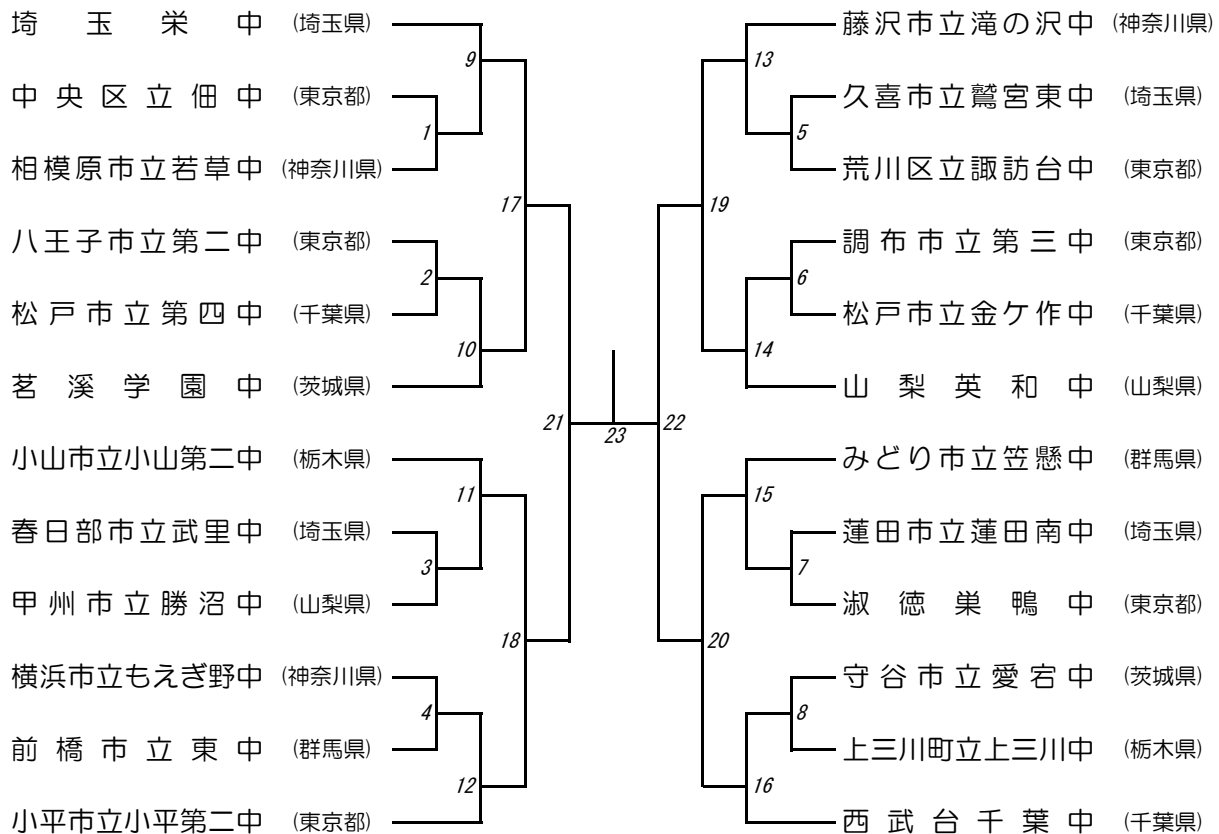 埼玉栄中 (埼玉県)
中央区立佃中 (東京都)
相模原市立若草中 (神奈川県)
八王子市立第二中 (東京都)
松戸市立第四中 (千葉県)
茗溪学園中 (茨城県)
小山市立小山第二中 (栃木県)
春日部市立武里中 (埼玉県)
甲州市立勝沼中 (山梨県)
横浜市立もえぎ野中 (神奈川県)
前橋市立東中 (群馬県)
小平市立小平第二中 (東京都)
9
1
17
2
10
21
11
3
18
4
12
23
13
5
19
6
14
22
15
7
20
8
16
藤沢市立滝の沢中 (神奈川県)
久喜市立鷲宮東中 (埼玉県)
荒川区立諏訪台中 (東京都)
調布市立第三中 (東京都)
松戸市立金ケ作中 (千葉県)
山梨英和中 (山梨県)
みどり市立笠懸中 (群馬県)
蓮田市立蓮田南中 (埼玉県)
淑徳巣鴨中 (東京都)
守谷市立愛宕中 (茨城県)
上三川町立上三川中 (栃木県)
西武台千葉中 (千葉県)